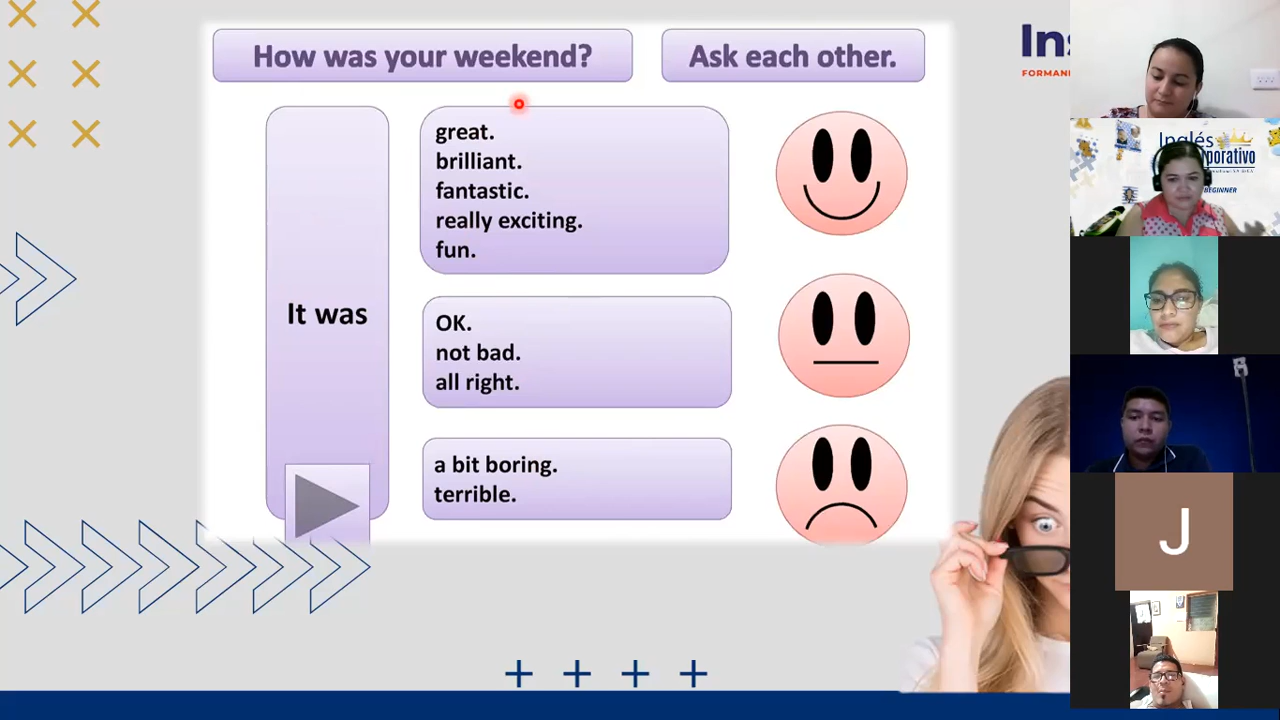 How was your weekend?
Ask each other.
It was
great.
brilliant.
fantastic.
really exciting.
fun.
OK.
not bad.
all right.
a bit boring.
terrible.
Ins
FORMAN
Inglés
porativo
BEGINNER
J